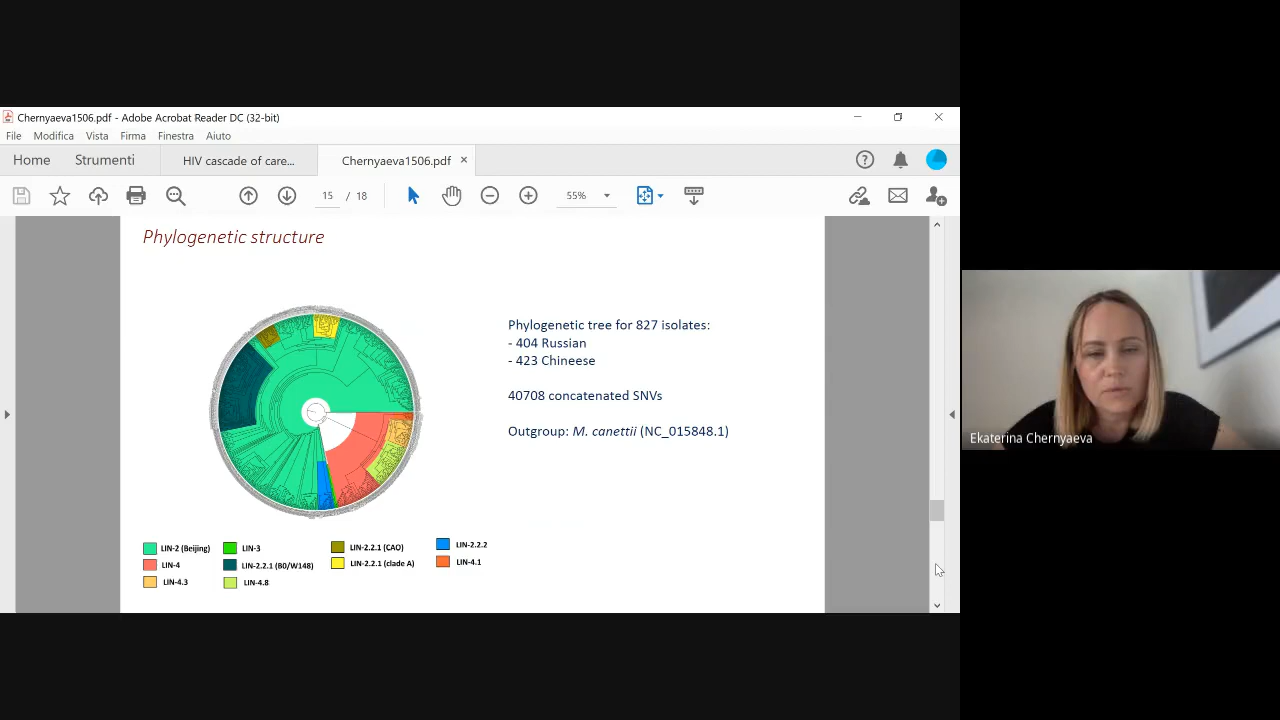 Chernyaeva1506.pdf - Adobe Acrobat Reader DC (32-bit)
File Modifica Vista Firma Finestra Aiuto
Home Strumenti HIV cascade of care... Chernyaeva1506.pdf ×
15 / 18 55%
Phylogenetic structure
Phylogenetic tree for 827 isolates:
- 404 Russian
- 423 Chineese
40708 concatenated SNVs
Outgroup: M. canettii (NC_015848.1)
LIN-2 (Beijing) LIN-3 LIN-2.2.1 (CAO) LIN-2.2.2
LIN-4 LIN-2.2.1 (B0/W148) LIN-2.2.1 (clade A) LIN-4.1
LIN-4.3 LIN-4.8
Ekaterina Chernyaeva